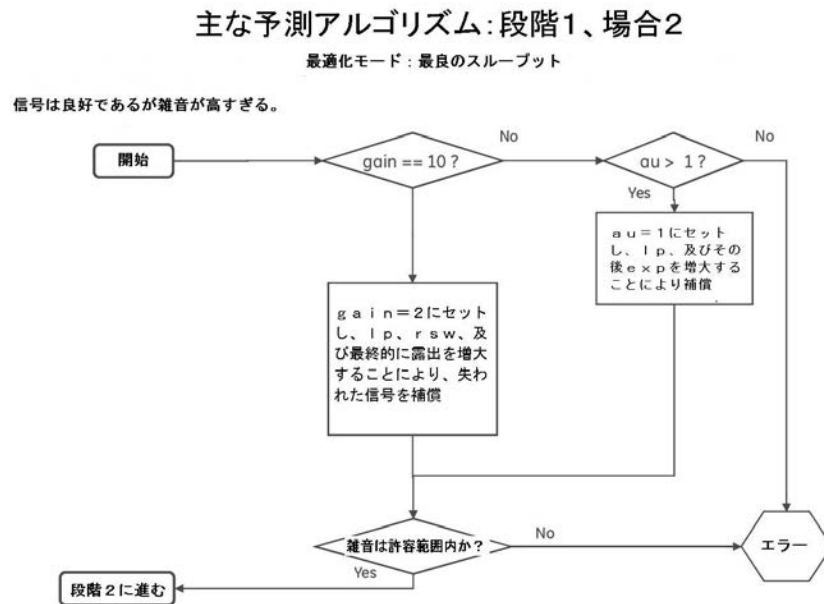 主な予測アルゴリズム:段階1、場合2
最適化モード:最良のスループット
信号は良好であるが雑音が高すぎる。
開始
gain == 10 ?
No
au > 1 ?
No
Yes
au=1にセット
し、lp、及びその
後expを増大する
ことにより補償
gain=2にセット
し、lp、rsw、及
び最終的に露出を増大
することにより、失わ
れた信号を補償
雑音は許容範囲内か?
No
エラー
Yes
段階2に進む